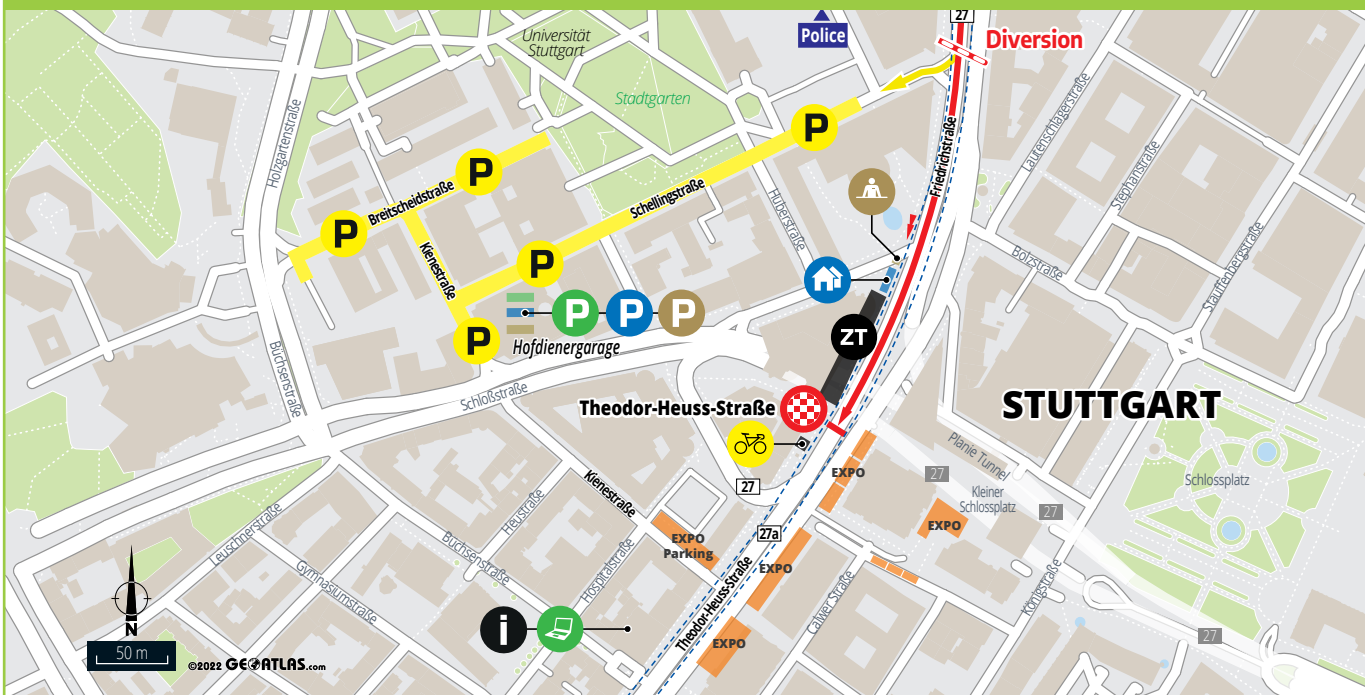 27
Police
Diversion
Universität
Stuttgart
Stadtgarten
Holzgartenstraße
Lautenschlagerstraße
Stephanstraße
Friedrichstraße
P
P
P
Breitscheidstraße
Schellingstraße
Huberstraße
Stauffenbergstraße
P
Kienestraße
P
Bolzstraße
P
P
P
P
Hofdienergarage
ZT
Büchsenstraße
Schloßstraße
Theodor-Heuss-Straße
STUTTGART
Planie Tunnel
EXPO
27
Schlossplatz
27
Kleiner
Schlossplatz
Kienestraße
27
EXPO
Heustraße
27a
EXPO
Parking
Leuschnerstraße
Büchsenstraße
EXPO
Gymnasiumstraße
Hospitalstraße
Theodor-Heuss-Straße
Calwer Straße
Königstraße
i
27
EXPO
N
50 m
©2022 GEOATLAS.com